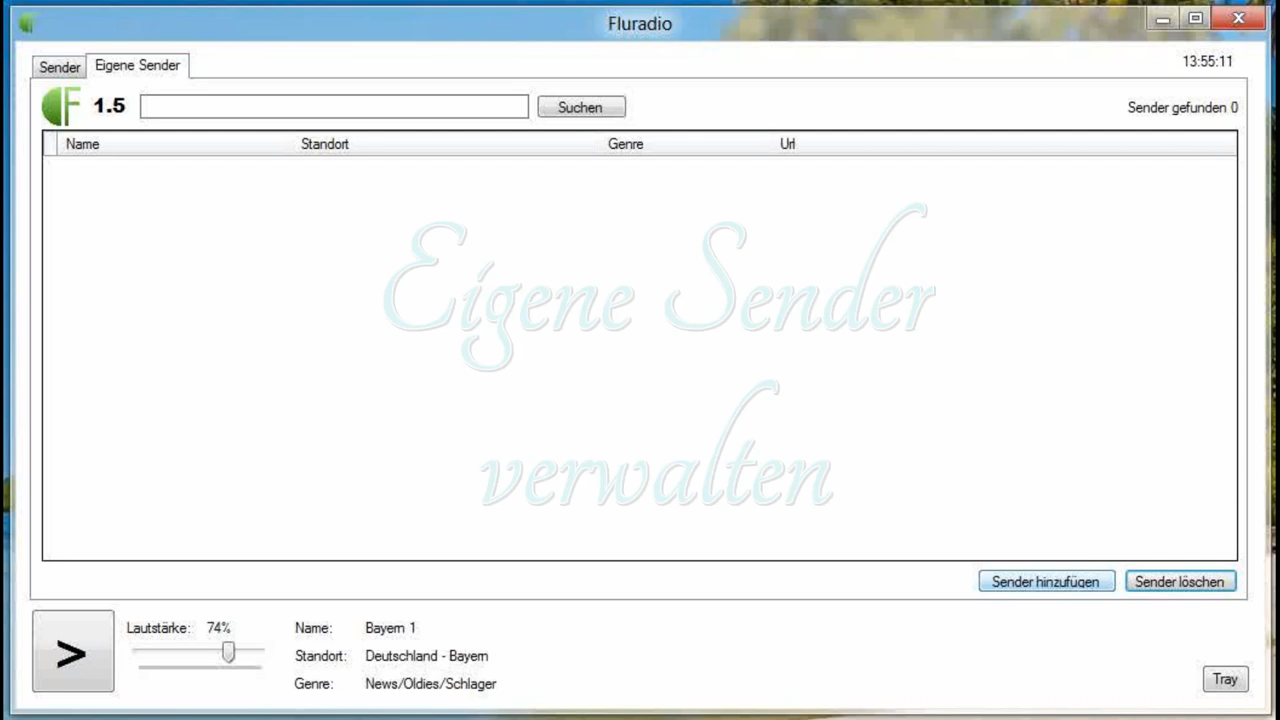 Fluradio
Sender Eigene Sender 13:55:11
F 1.5 Suchen Sender gefunden 0
Name Standort Genre Url
Eigene Sender
verwalten
Sender hinzufügen Sender löschen
> Lautstärke: 74% Name: Bayern 1
Standort: Deutschland - Bayern
Genre: News/Oldies/Schlager
Tray